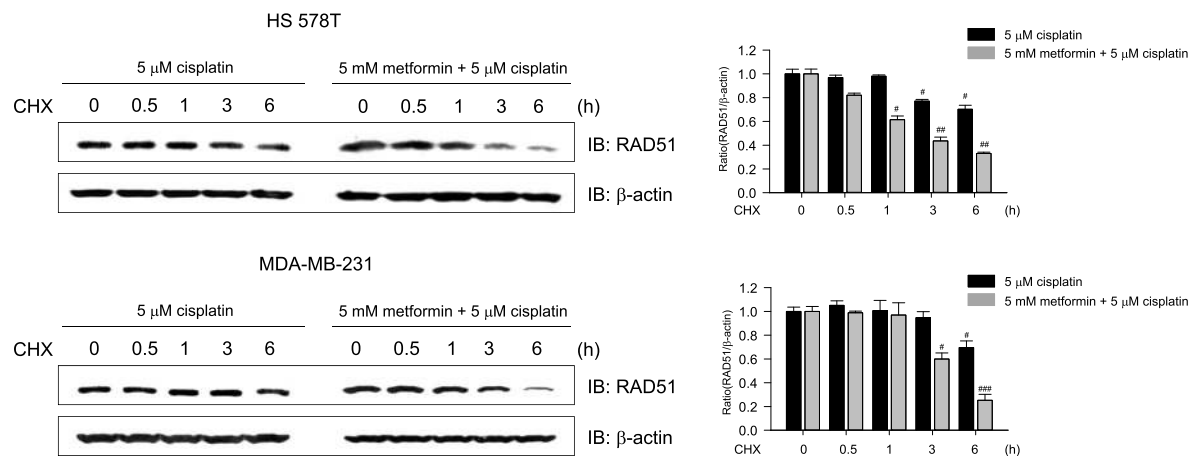 HS 578T
5 μM cisplatin
5 mM metformin + 5 μM cisplatin
CHX 0 0.5 1 3 6 0 0.5 1 3 6 (h)
IB: RAD51
IB: β-actin
5 μM cisplatin
5 mM metformin + 5 μM cisplatin
Ratio(RAD51/β-actin)
1.2
1.0
0.8
0.6
0.4
0.2
0.0
# # ## # ##
CHX 0 0.5 1 3 6 (h)
MDA-MB-231
5 μM cisplatin
5 mM metformin + 5 μM cisplatin
CHX 0 0.5 1 3 6 0 0.5 1 3 6 (h)
IB: RAD51
IB: β-actin
5 μM cisplatin
5 mM metformin + 5 μM cisplatin
Ratio(RAD51/β-actin)
1.2
1.0
0.8
0.6
0.4
0.2
0.0
# # ###
CHX 0 0.5 1 3 6 (h)